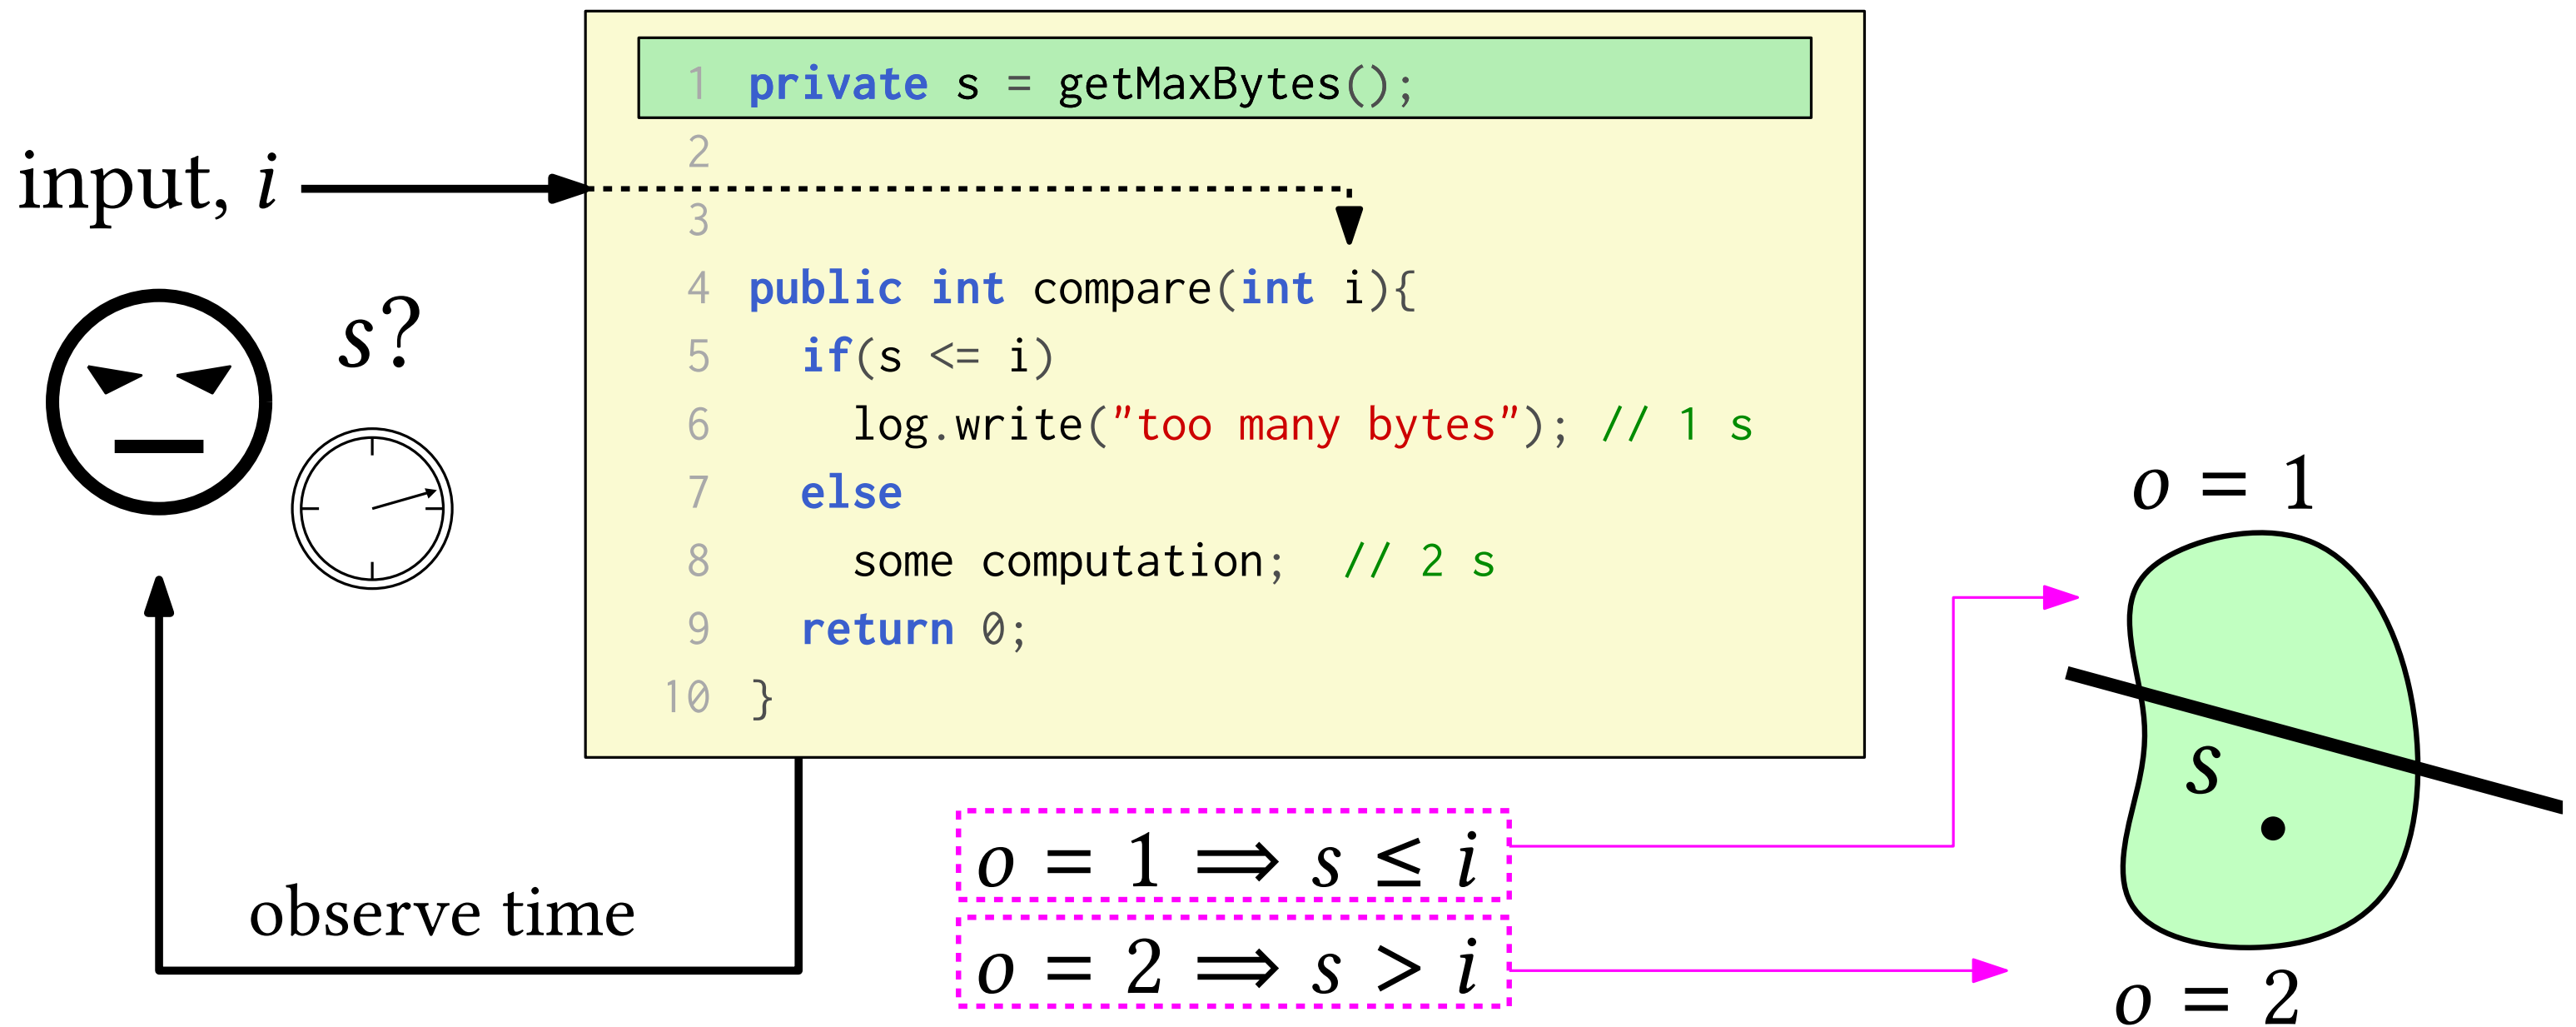 1 private s = getMaxBytes();
2
input, i
3
4 public int compare(int i){
s?
5 if(s <= i)
6 log.write("too many bytes"); // 1 s
7 else
8 some computation; // 2 s
9 return 0;
10 }
observe time
o = 1 ⟹ s ≤ i
o = 2 ⟹ s > i
o = 1
s
o = 2